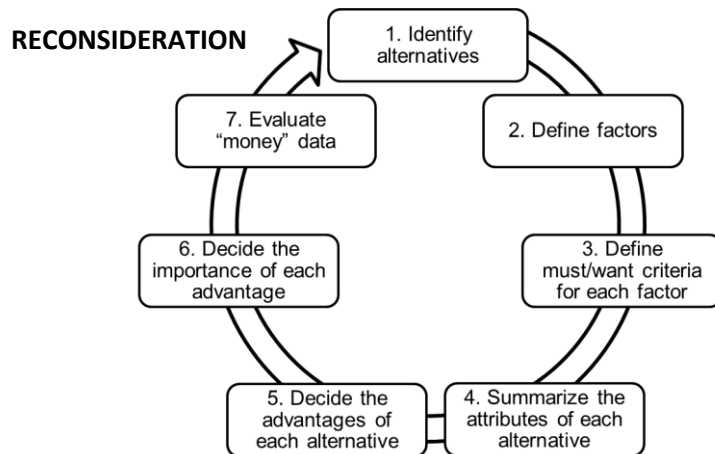 RECONSIDERATION
1. Identify
alternatives
2. Define factors
3. Define
must/want criteria
for each factor
4. Summarize the
attributes of each
alternative
5. Decide the
advantages of
each alternative
6. Decide the
importance of each
advantage
7. Evaluate
“money” data